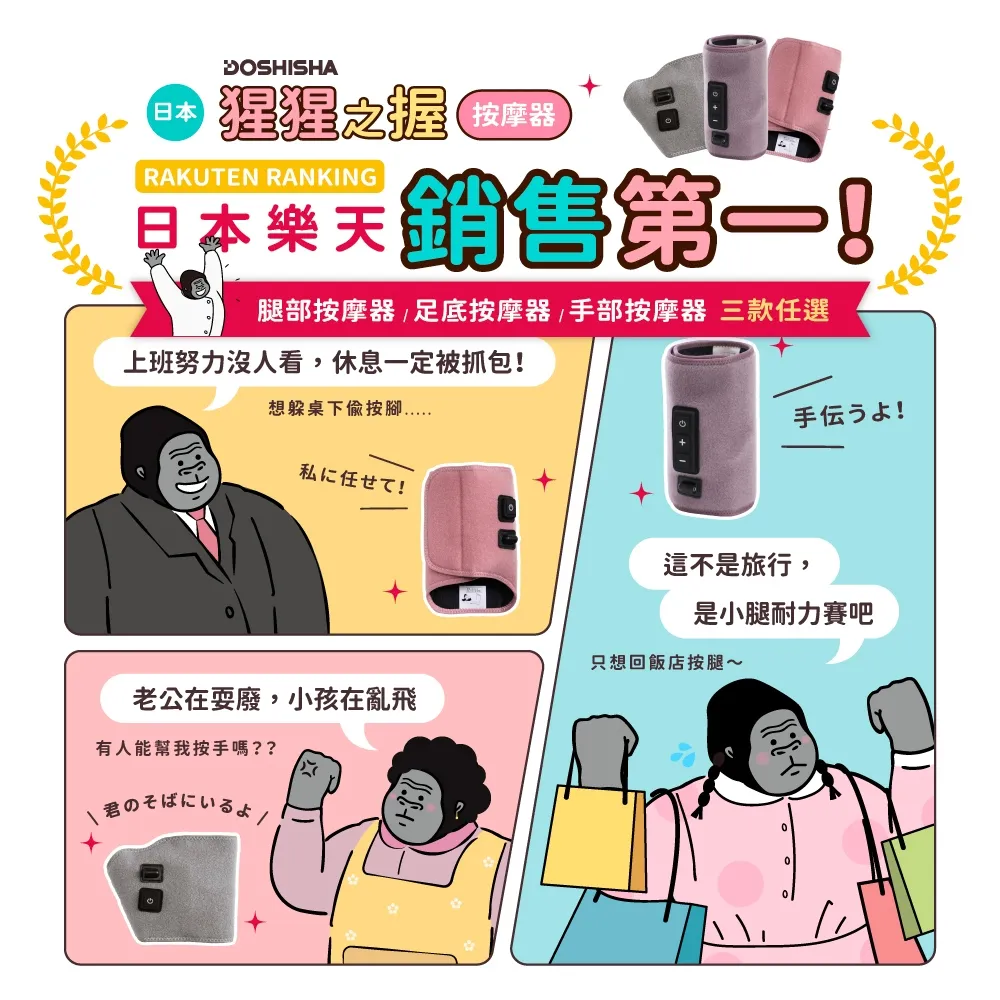 DOSHISHA
日本 猩猩之握 按摩器
RAKUTEN RANKING
日本樂天 銷售第一!
腿部按摩器/足底按摩器/手部按摩器 三款任選
上班努力沒人看,休息一定被抓包!
想躲桌下偷按腳.....
私に任せて!
手伝うよ!
這不是旅行,
是小腿耐力賽吧
只想回飯店按腿~
老公在耍廢,小孩在亂飛
有人能幫我按手嗎??
君のそばにいるよ